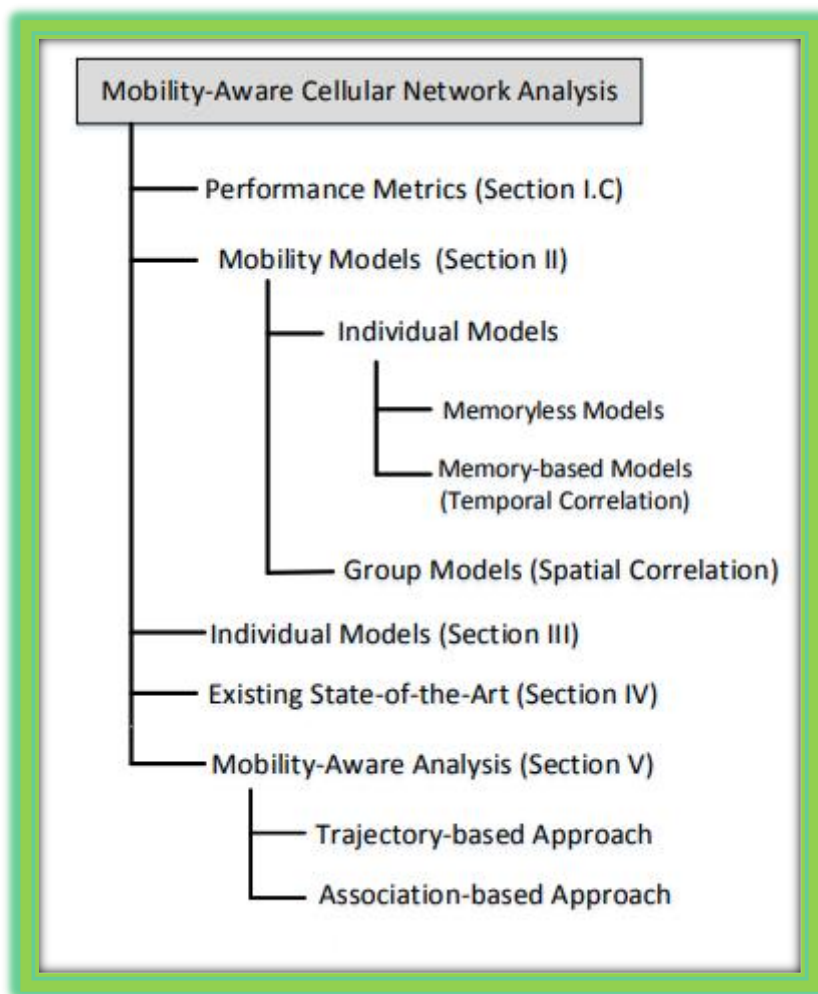 Mobility-Aware Cellular Network Analysis
Performance Metrics (Section I.C)
Mobility Models (Section II)
Individual Models
Memoryless Models
Memory-based Models
(Temporal Correlation)
Group Models (Spatial Correlation)
Individual Models (Section III)
Existing State-of-the-Art (Section IV)
Mobility-Aware Analysis (Section V)
Trajectory-based Approach
Association-based Approach